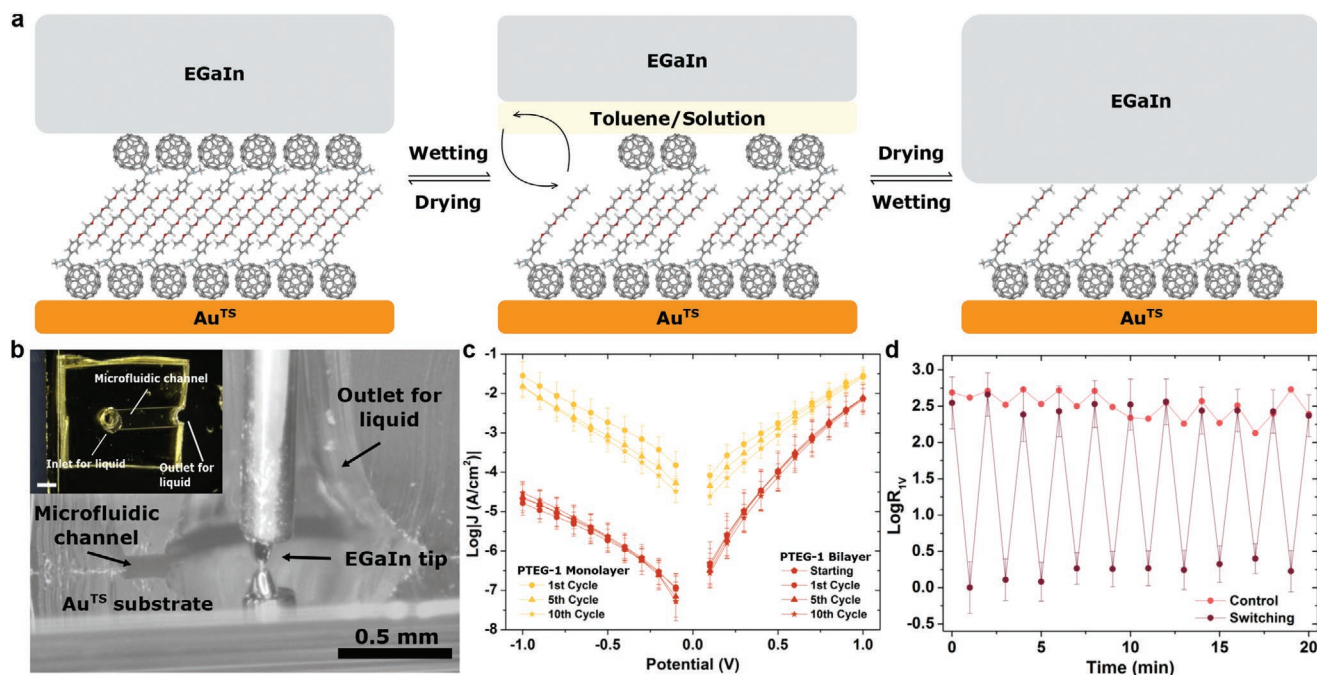 a
EGaIn
EGaIn
EGaIn
Toluene/Solution
Wetting
Drying
Drying
Wetting
Au^TS
Au^TS
Au^TS
b
Microfluidic channel
Inlet for liquid
Outlet for
liquid
Outlet for
liquid
Microfluidic
channel
EGaIn tip
Au^TS substrate
0.5 mm
c
Log|J (A/cm²)|
-1
-2
-3
-4
-5
-6
-7
-8
PTEG-1 Monolayer
1st Cycle
5th Cycle
10th Cycle
PTEG-1 Bilayer
Starting
1st Cycle
5th Cycle
10th Cycle
-1.0
-0.5
0.0
0.5
1.0
Potential (V)
d
LogR_1V
3.0
2.5
2.0
1.5
1.0
0.5
0.0
-0.5
Control
Switching
0
5
10
15
20
Time (min)